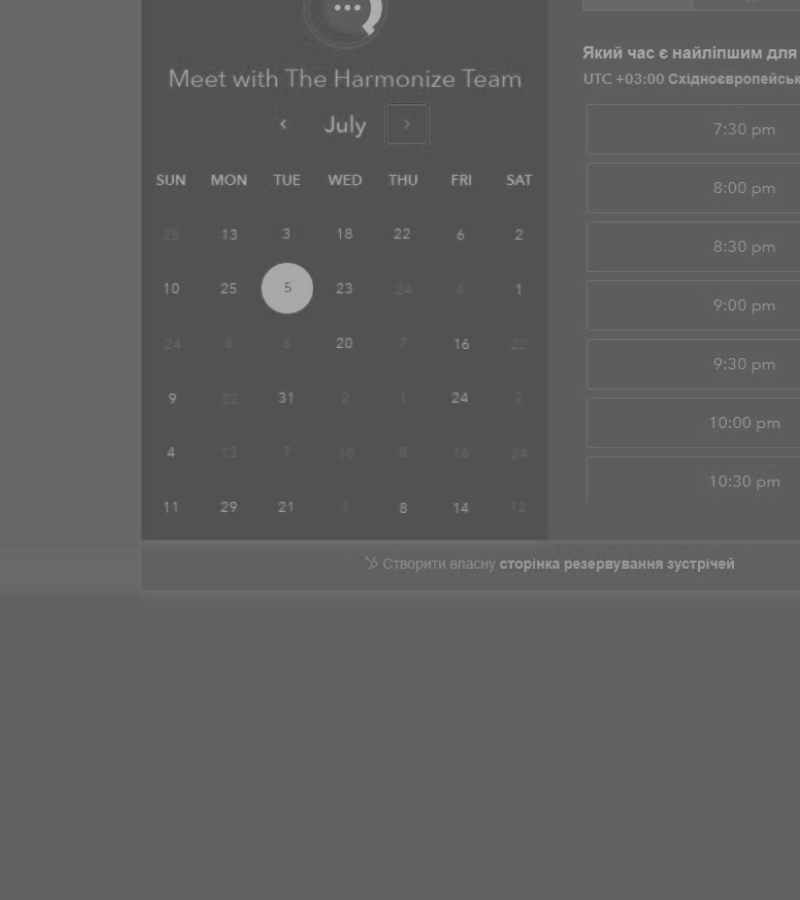 Meet with The Harmonize Team
July
SUN MON TUE WED THU FRI SAT
28 13 3 18 22 6 2
10 25 5 23 24 4 1
24 6 6 20 7 16 22
9 22 31 2 1 24 2
4 13 7 10 8 16 24
11 29 21 1 8 14 12
Створити власну сторінка резервування зустрічей
Який час є найліпшим для
UTC +03:00 Східноєвропейськ
7:30 pm
8:00 pm
8:30 pm
9:00 pm
9:30 pm
10:00 pm
10:30 pm